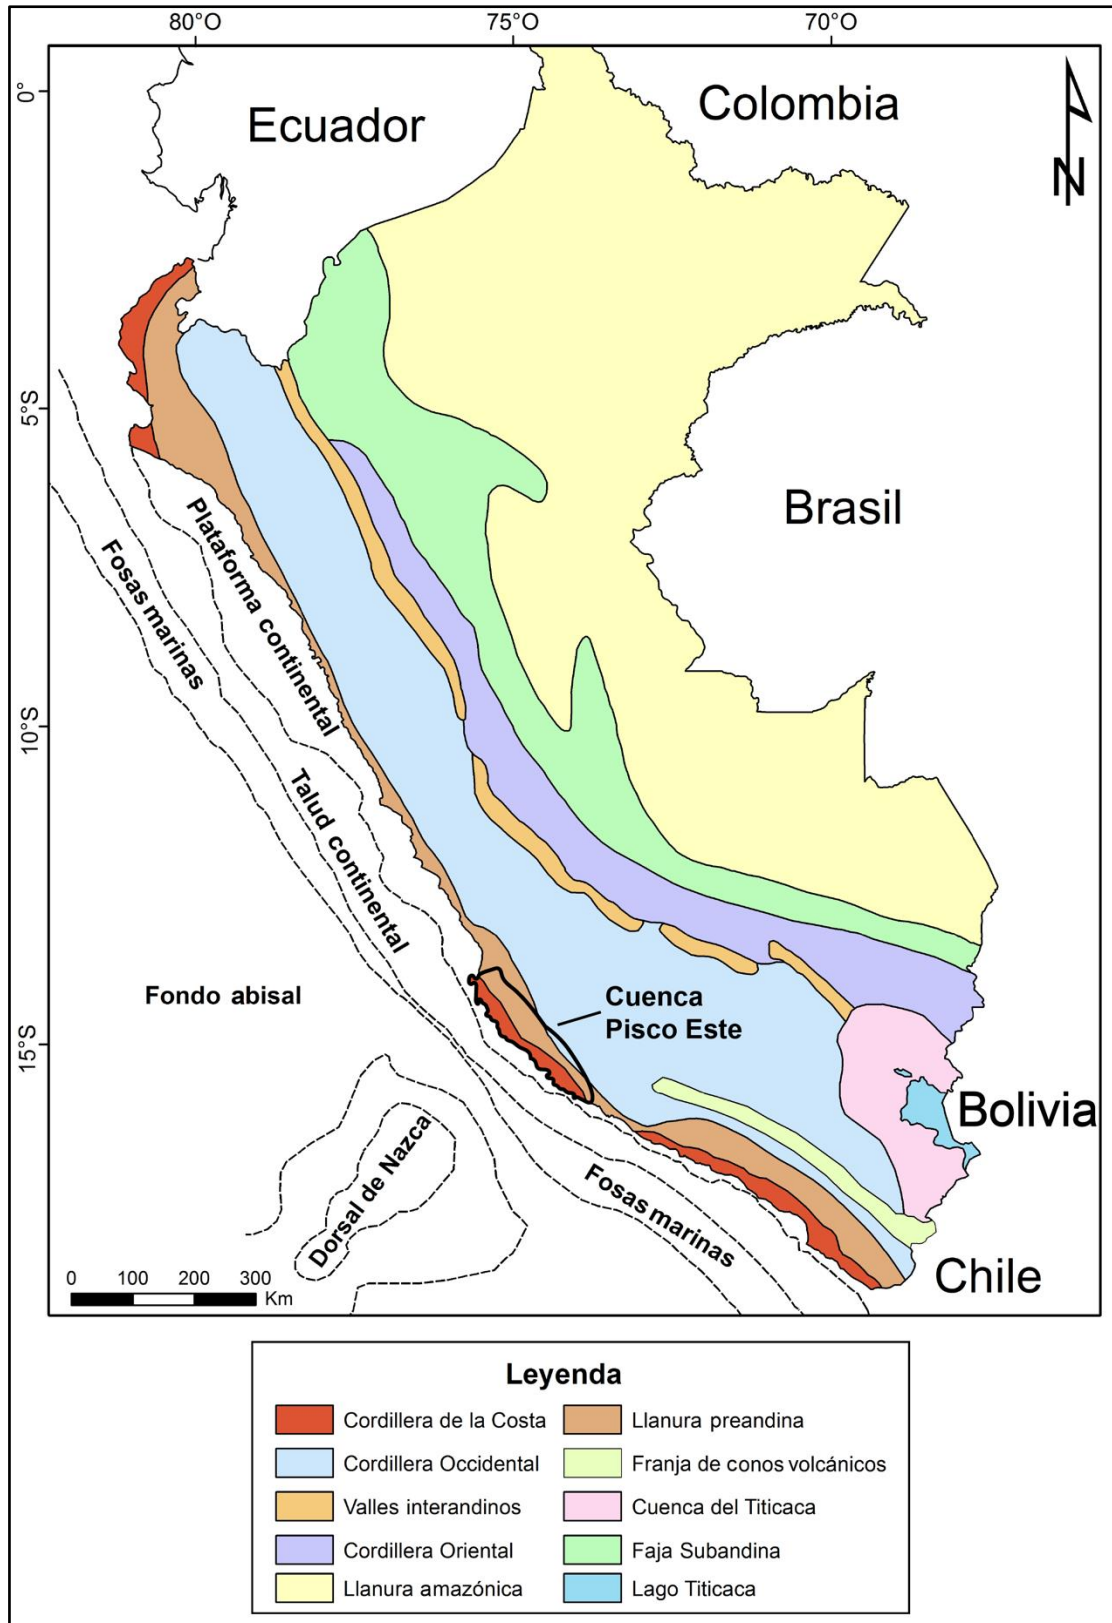 80°O 75°O 70°O
0°
5°S
10°S
15°S
Ecuador
Colombia
N
Brasil
Plataforma continental
Fosas marinas
Talud continental
Fondo abisal
Cuenca
Pisco Este
Bolivia
Dorsal de Nazca
Fosas marinas
Chile
0 100 200 300
Km
Leyenda
Cordillera de la Costa
Llanura preandina
Cordillera Occidental
Franja de conos volcánicos
Valles interandinos
Cuenca del Titicaca
Cordillera Oriental
Faja Subandina
Llanura amazónica
Lago Titicaca